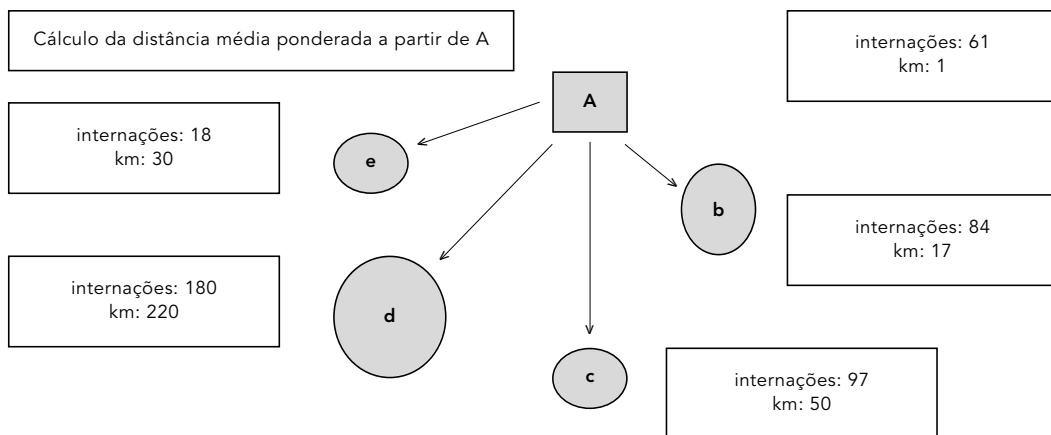 Cálculo da distância média ponderada a partir de A
internações: 61
km: 1
A
internações: 18
km: 30
e
b
internações: 84
km: 17
internações: 180
km: 220
d
c
internações: 97
km: 50